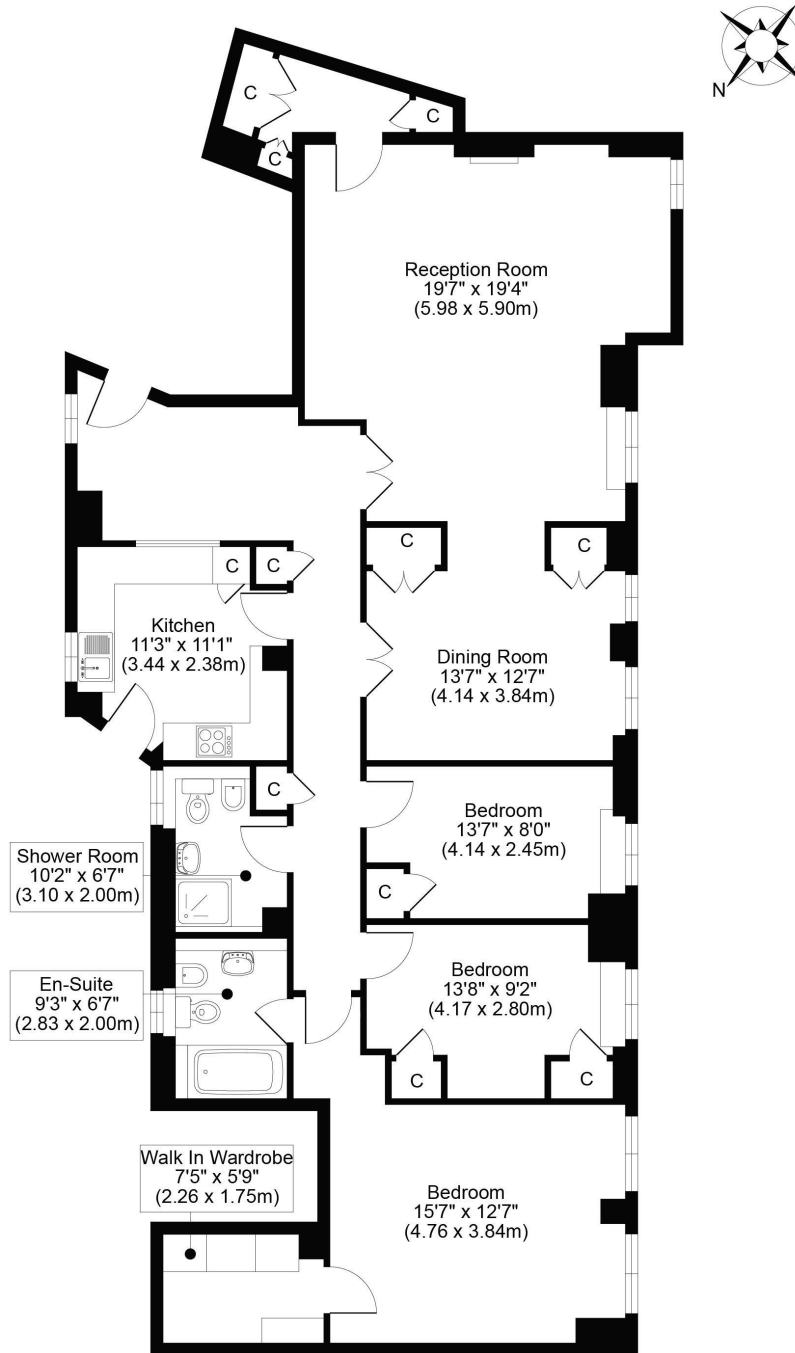 N
C
C
C
Reception Room
19'7" x 19'4"
(5.98 x 5.90m)
C
C
C
C
Kitchen
11'3" x 11'1"
(3.44 x 2.38m)
Dining Room
13'7" x 12'7"
(4.14 x 3.84m)
C
Bedroom
13'7" x 8'0"
(4.14 x 2.45m)
C
Shower Room
10'2" x 6'7"
(3.10 x 2.00m)
Bedroom
13'8" x 9'2"
(4.17 x 2.80m)
C
C
En-Suite
9'3" x 6'7"
(2.83 x 2.00m)
Walk In Wardrobe
7'5" x 5'9"
(2.26 x 1.75m)
Bedroom
15'7" x 12'7"
(4.76 x 3.84m)